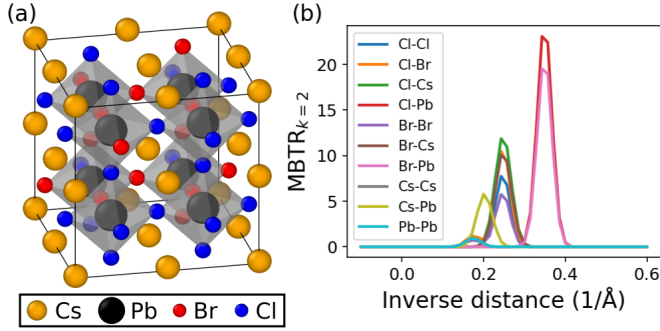 (a)
Cs Pb Br Cl
(b)
MBTRₖ₌₂
20
15
10
5
0
Cl-Cl
Cl-Br
Cl-Cs
Cl-Pb
Br-Br
Br-Cs
Br-Pb
Cs-Cs
Cs-Pb
Pb-Pb
0.0 0.2 0.4 0.6
Inverse distance (1/Å)